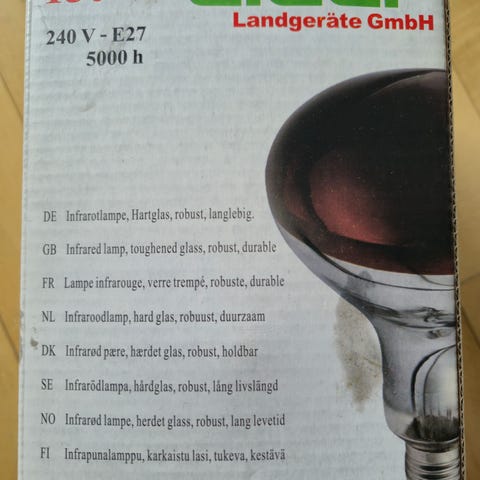 Landgeräte GmbH
240 V - E27
5000 h
DE Infrarotlampe, Hartglas, robust, langlebig.
GB Infrared lamp, toughened glass, robust, durable
FR Lampe infrarouge, verre trempé, robuste, durable
NL Infraroodlamp, hard glas, robuust, duurzaam
DK Infrarød pære, hærdet glas, robust, holdbar
SE Infrarödlampa, hårdglas, robust, lång livslängd
NO Infrarød lampe, herdet glass, robust, lang levetid
FI Infrapunalamppu, karkaistu lasi, tukeva, kestävä